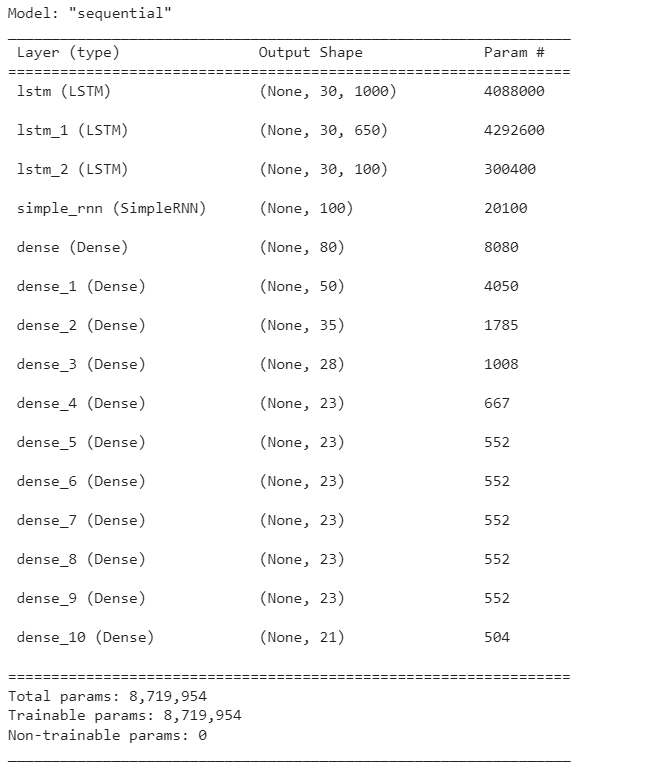 Model: "sequential"
Layer (type) Output Shape Param #
lstm (LSTM) (None, 30, 1000) 4088000
lstm_1 (LSTM) (None, 30, 650) 4292600
lstm_2 (LSTM) (None, 30, 100) 300400
simple_rnn (SimpleRNN) (None, 100) 20100
dense (Dense) (None, 80) 8080
dense_1 (Dense) (None, 50) 4050
dense_2 (Dense) (None, 35) 1785
dense_3 (Dense) (None, 28) 1008
dense_4 (Dense) (None, 23) 667
dense_5 (Dense) (None, 23) 552
dense_6 (Dense) (None, 23) 552
dense_7 (Dense) (None, 23) 552
dense_8 (Dense) (None, 23) 552
dense_9 (Dense) (None, 23) 552
dense_10 (Dense) (None, 21) 504
Total params: 8,719,954
Trainable params: 8,719,954
Non-trainable params: 0